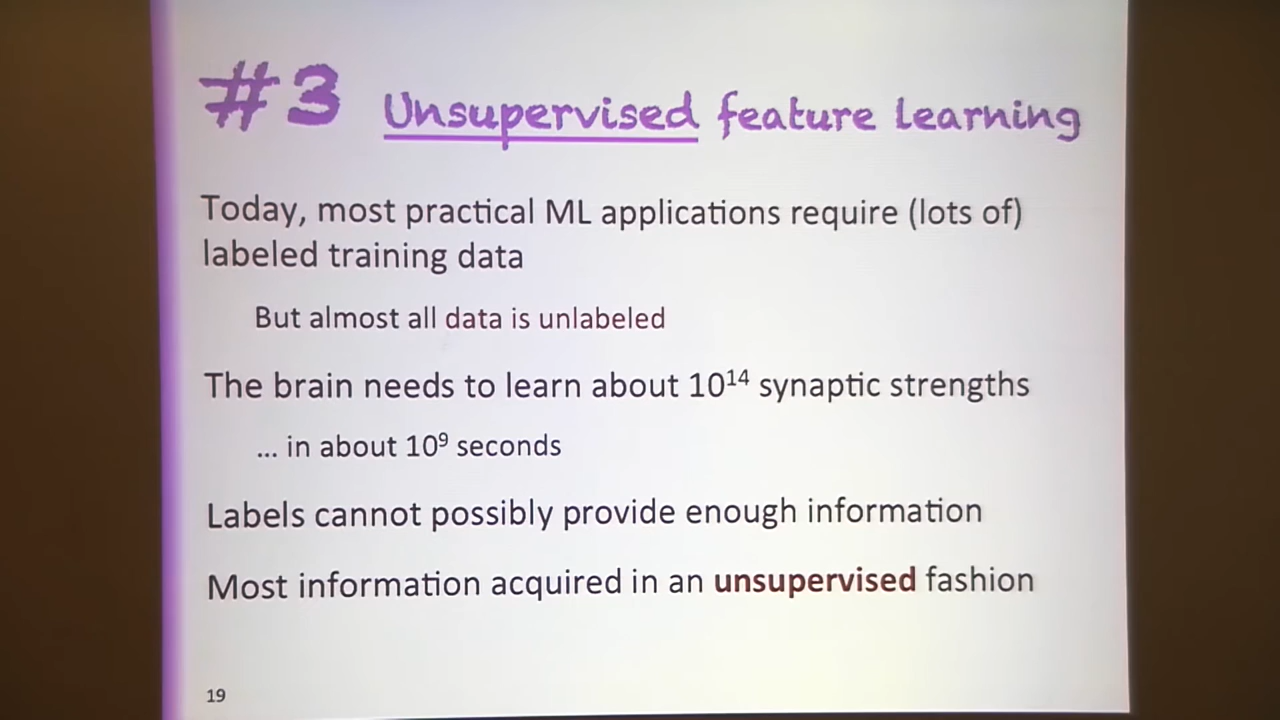 #3 Unsupervised feature learning
Today, most practical ML applications require (lots of)
labeled training data
But almost all data is unlabeled
The brain needs to learn about 10¹⁴ synaptic strengths
... in about 10⁹ seconds
Labels cannot possibly provide enough information
Most information acquired in an unsupervised fashion
19